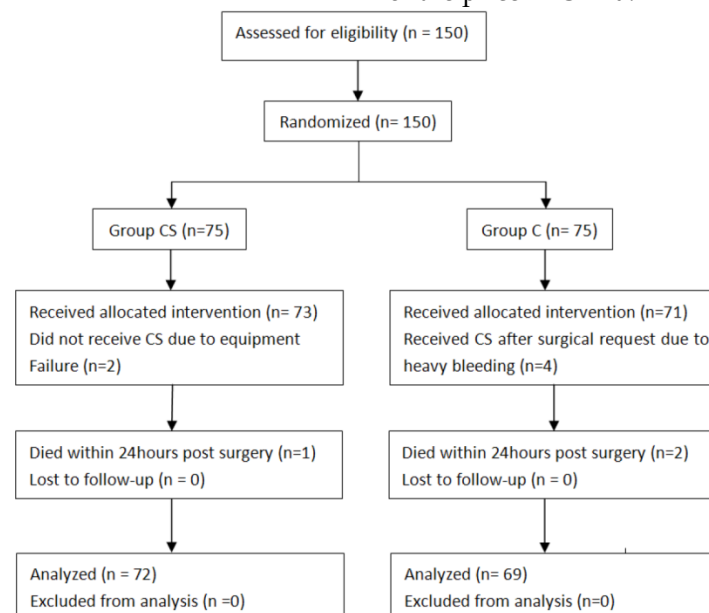 Assessed for eligibility (n = 150)
Randomized (n= 150)
Group CS (n=75)
Group C (n= 75)
Received allocated intervention (n= 73)
Did not receive CS due to equipment
Failure (n=2)
Received allocated intervention (n=71)
Received CS after surgical request due to
heavy bleeding (n=4)
Died within 24hours post surgery (n=1)
Lost to follow-up (n = 0)
Died within 24hours post surgery (n=2)
Lost to follow-up (n = 0)
Analyzed (n = 72)
Excluded from analysis (n =0)
Analyzed (n= 69)
Excluded from analysis (n=0)